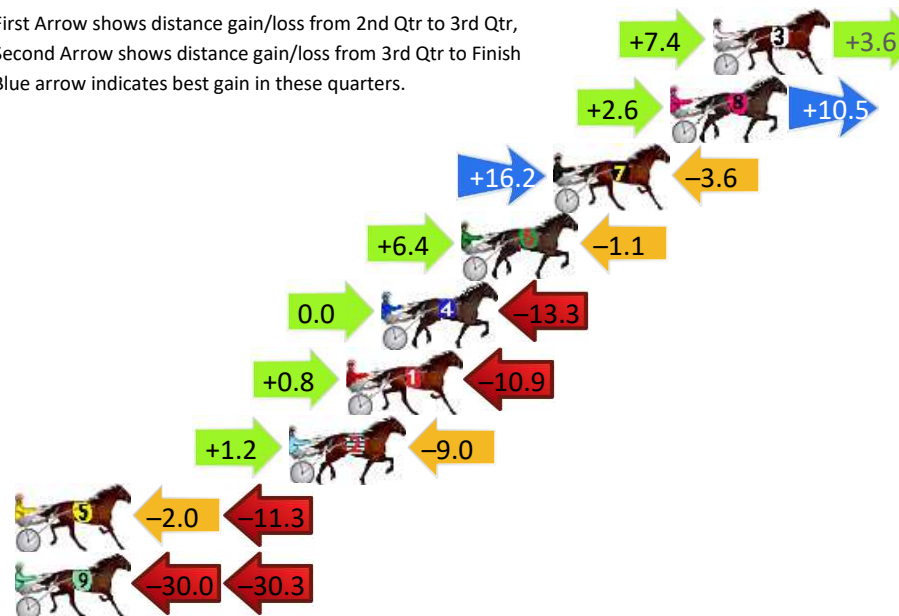 First Arrow shows distance gain/loss from 2nd Qtr to 3rd Qtr,
Second Arrow shows distance gain/loss from 3rd Qtr to Finish
Blue arrow indicates best gain in these quarters.
+7.4 3 +3.6
+2.6 8 +10.5
+16.2 7 –3.6
+6.4 –1.1
0.0 4 –13.3
+0.8 1 –10.9
+1.2 2 –9.0
5 –2.0 –11.3
9 –30.0 –30.3